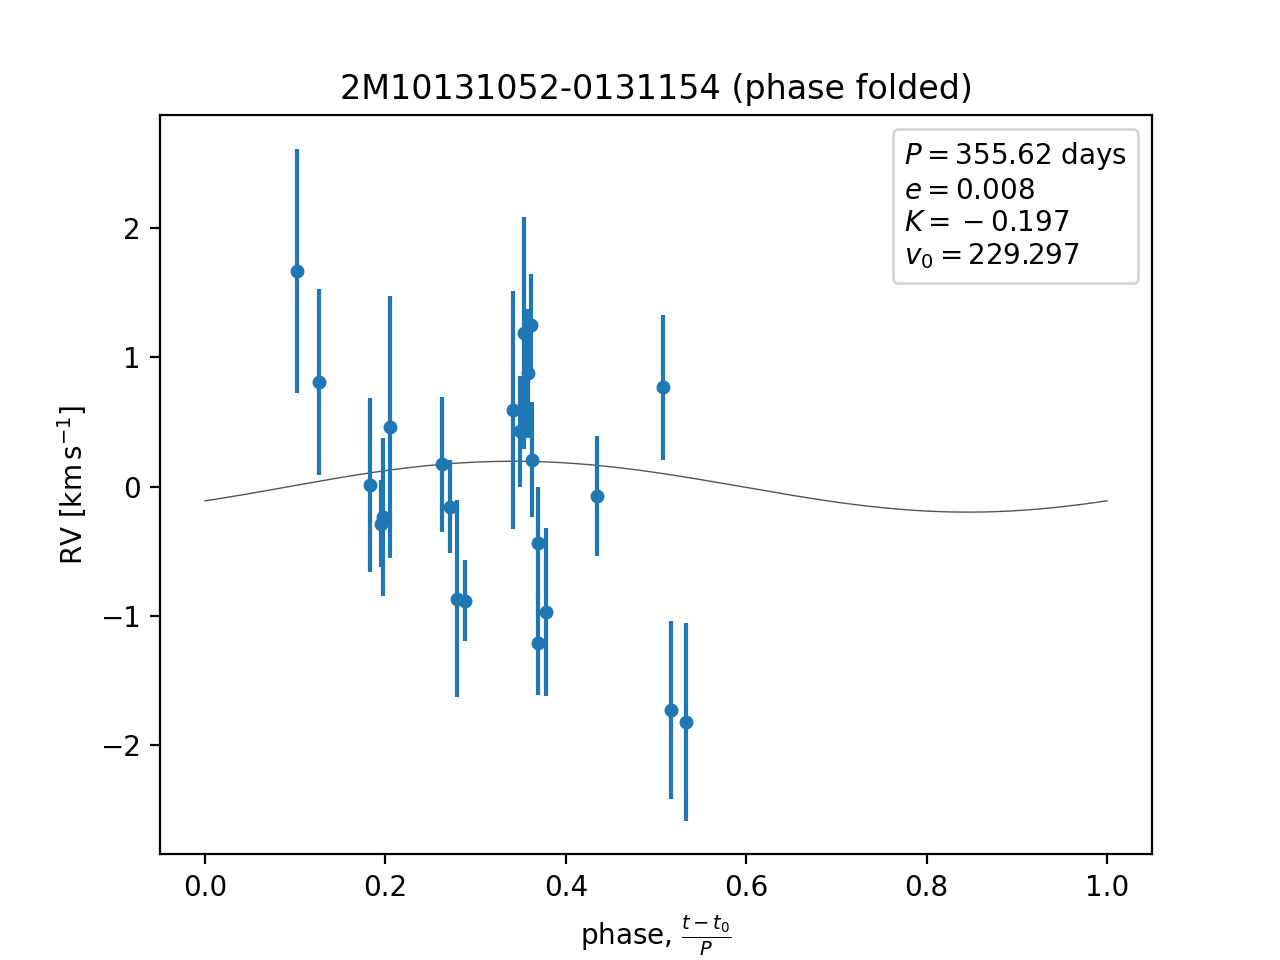 2M10131052-0131154 (phase folded)
P = 355.62 days
e = 0.008
K = −0.197
v₀ = 229.297
2
1
0
−1
−2
RV [km s⁻¹]
0.0 0.2 0.4 0.6 0.8 1.0
phase, (t − t₀)/P